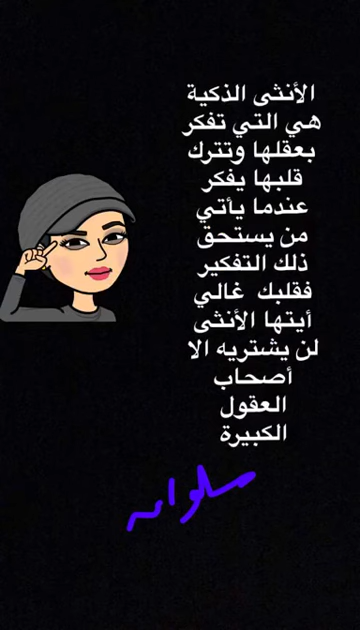 الأنثى الذكية
هي التي تفكر
بعقلها وتترك
قلبها يفكر
عندما يأتي
من يستحق
ذلك التفكير
فقلبك غالي
أيتها الأنثى
لن يشتريه الا
أصحاب
العقول
الكبيرة